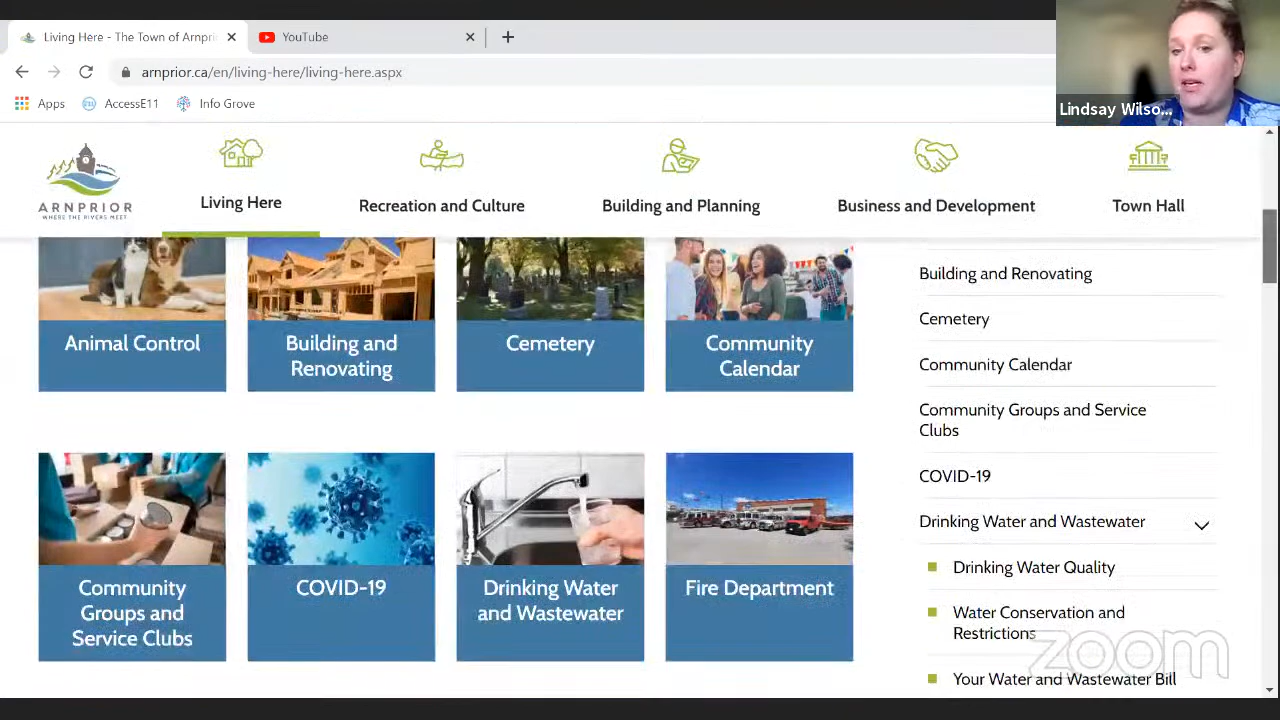 Living Here - The Town of Arnpri
YouTube
arnprior.ca/en/living-here/living-here.aspx
Apps
AccessE11
Info Grove
Lindsay Wilso...
ARNPRIOR
WHERE THE RIVERS MEET
Living Here
Recreation and Culture
Building and Planning
Business and Development
Town Hall
Animal Control
Building and
Renovating
Cemetery
Community
Calendar
Community
Groups and
Service Clubs
COVID-19
Drinking Water
and Wastewater
Fire Department
Building and Renovating
Cemetery
Community Calendar
Community Groups and Service
Clubs
COVID-19
Drinking Water and Wastewater
Drinking Water Quality
Water Conservation and
Restrictions
Your Water and Wastewater Bill
zoom